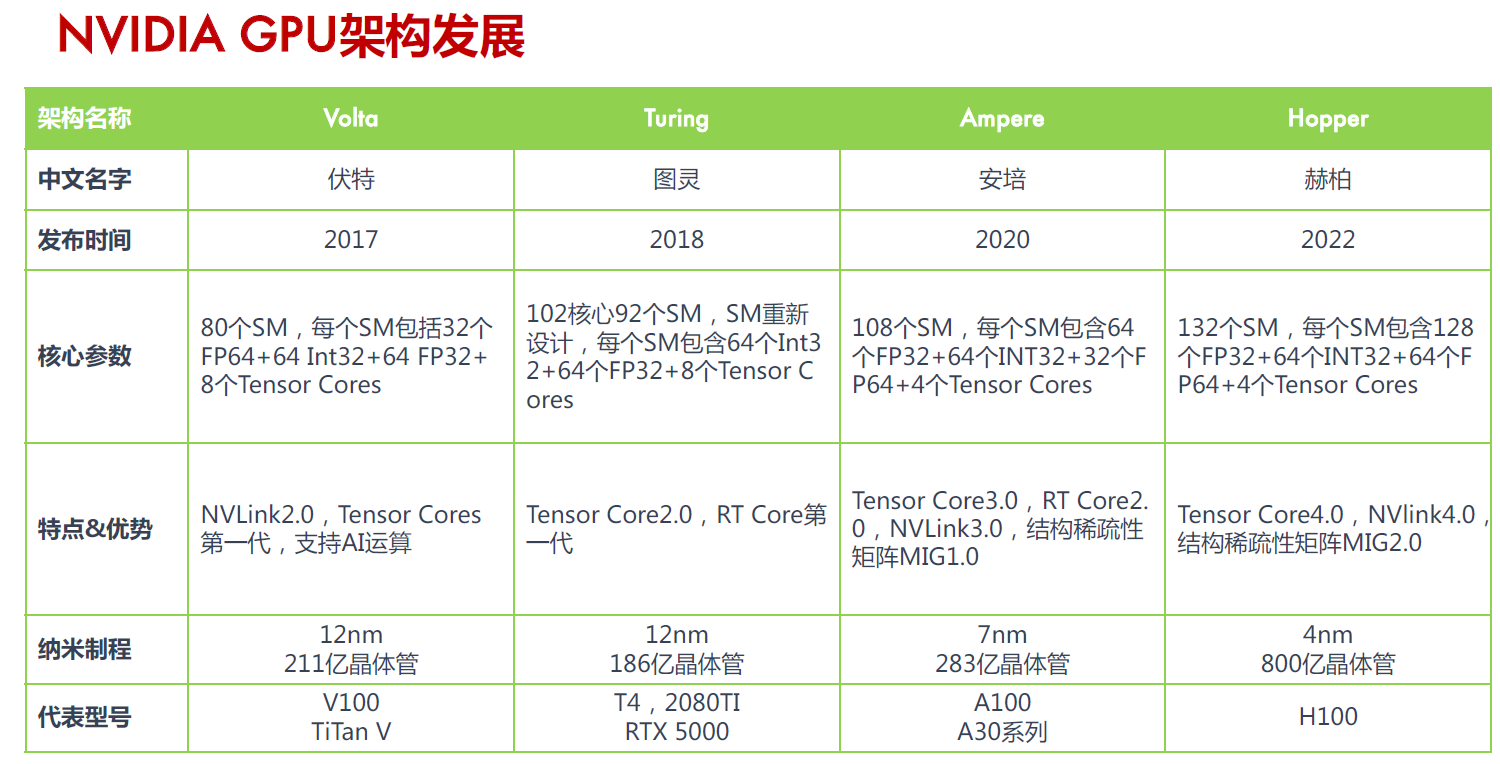 NVIDIA GPU架构发展
架构名称 Volta Turing Ampere Hopper
中文名字 伏特 图灵 安培 赫柏
发布时间 2017 2018 2020 2022
核心参数
80个SM，每个SM包括32个
FP64+64 Int32+64 FP32+
8个Tensor Cores
102核心92个SM，SM重新
设计，每个SM包含64个Int3
2+64个FP32+8个Tensor C
ores
108个SM，每个SM包含64
个FP32+64个INT32+32个F
P64+4个Tensor Cores
132个SM，每个SM包含128
个FP32+64个INT32+64个F
P64+4个Tensor Cores
特点&优势
NVLink2.0，Tensor Cores
第一代，支持AI运算
Tensor Core2.0，RT Core第
一代
Tensor Core3.0，RT Core2.
0，NVLink3.0，结构稀疏性
矩阵MIG1.0
Tensor Core4.0，NVlink4.0，
结构稀疏性矩阵MIG2.0
纳米制程
12nm
211亿晶体管
12nm
186亿晶体管
7nm
283亿晶体管
4nm
800亿晶体管
代表型号
V100
TiTan V
T4，2080TI
RTX 5000
A100
A30系列
H100